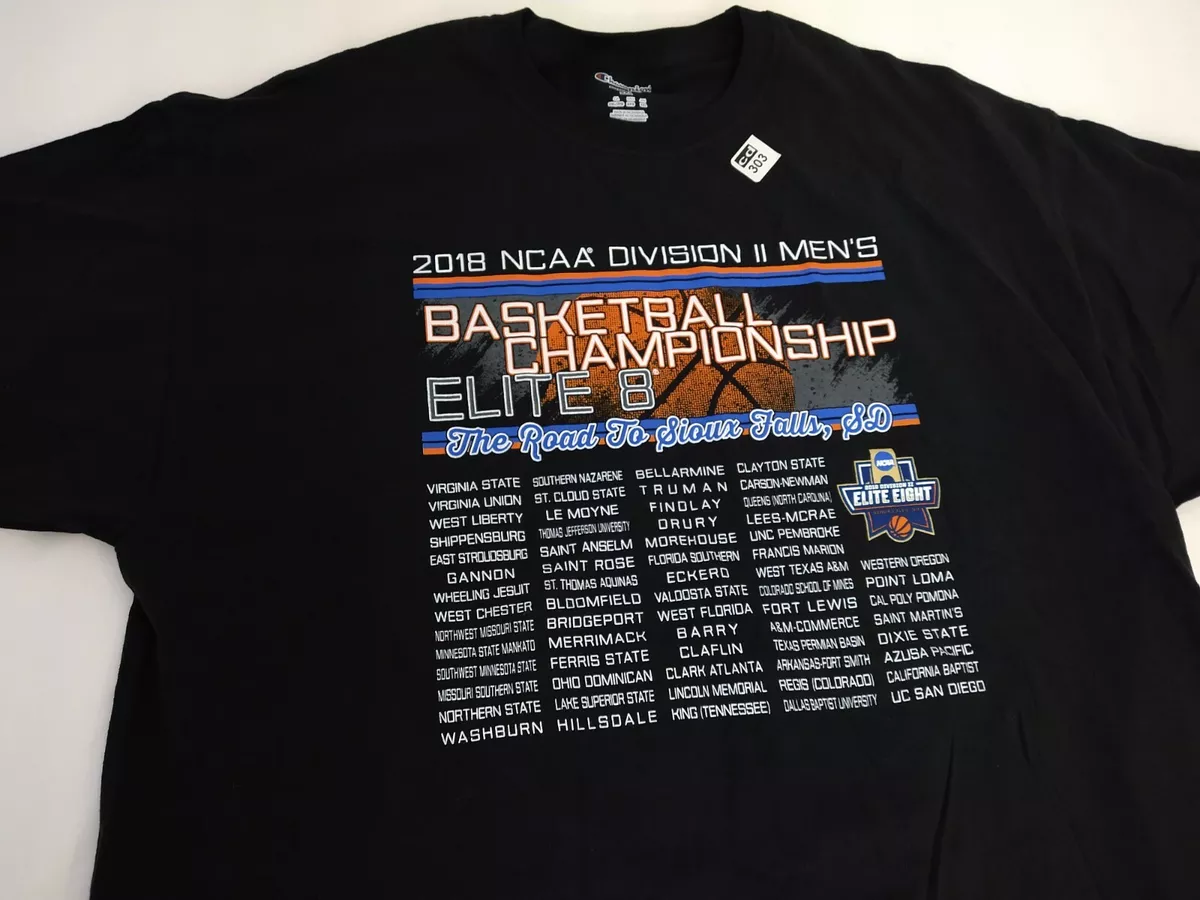 Champion
cd
303
2018 NCAA® DIVISION II MEN'S
BASKETBALL
CHAMPIONSHIP
ELITE 8®
The Road To Sioux Falls, SD
VIRGINIA STATE
VIRGINIA UNION
WEST LIBERTY
SHIPPENSBURG
EAST STROUDSBURG
GANNON
WHEELING JESUIT
WEST CHESTER
NORTHWEST MISSOURI STATE
MINNESOTA STATE MANKATO
SOUTHWEST MINNESOTA STATE
MISSOURI SOUTHERN STATE
NORTHERN STATE
WASHBURN
SOUTHERN NAZARENE
ST. CLOUD STATE
LE MOYNE
THOMAS JEFFERSON UNIVERSITY
SAINT ANSELM
SAINT ROSE
ST. THOMAS AQUINAS
BLOOMFIELD
BRIDGEPORT
MERRIMACK
FERRIS STATE
OHIO DOMINICAN
LAKE SUPERIOR STATE
HILLSDALE
BELLARMINE
TRUMAN
FINDLAY
DRURY
MOREHOUSE
FLORIDA SOUTHERN
ECKERD
VALDOSTA STATE
WEST FLORIDA
BARRY
CLAFLIN
CLARK ATLANTA
LINCOLN MEMORIAL
KING (TENNESSEE)
CLAYTON STATE
CARSON-NEWMAN
QUEENS (NORTH CAROLINA)
LEES-MCRAE
UNC PEMBROKE
FRANCIS MARION
WEST TEXAS A&M
COLORADO SCHOOL OF MINES
FORT LEWIS
A&M-COMMERCE
TEXAS PERMIAN BASIN
ARKANSAS-FORT SMITH
REGIS (COLORADO)
DALLAS BAPTIST UNIVERSITY
NCAA
2018 DIVISION II
ELITE EIGHT
WESTERN OREGON
POINT LOMA
CAL POLY POMONA
SAINT MARTIN'S
DIXIE STATE
AZUSA PACIFIC
CALIFORNIA BAPTIST
UC SAN DIEGO